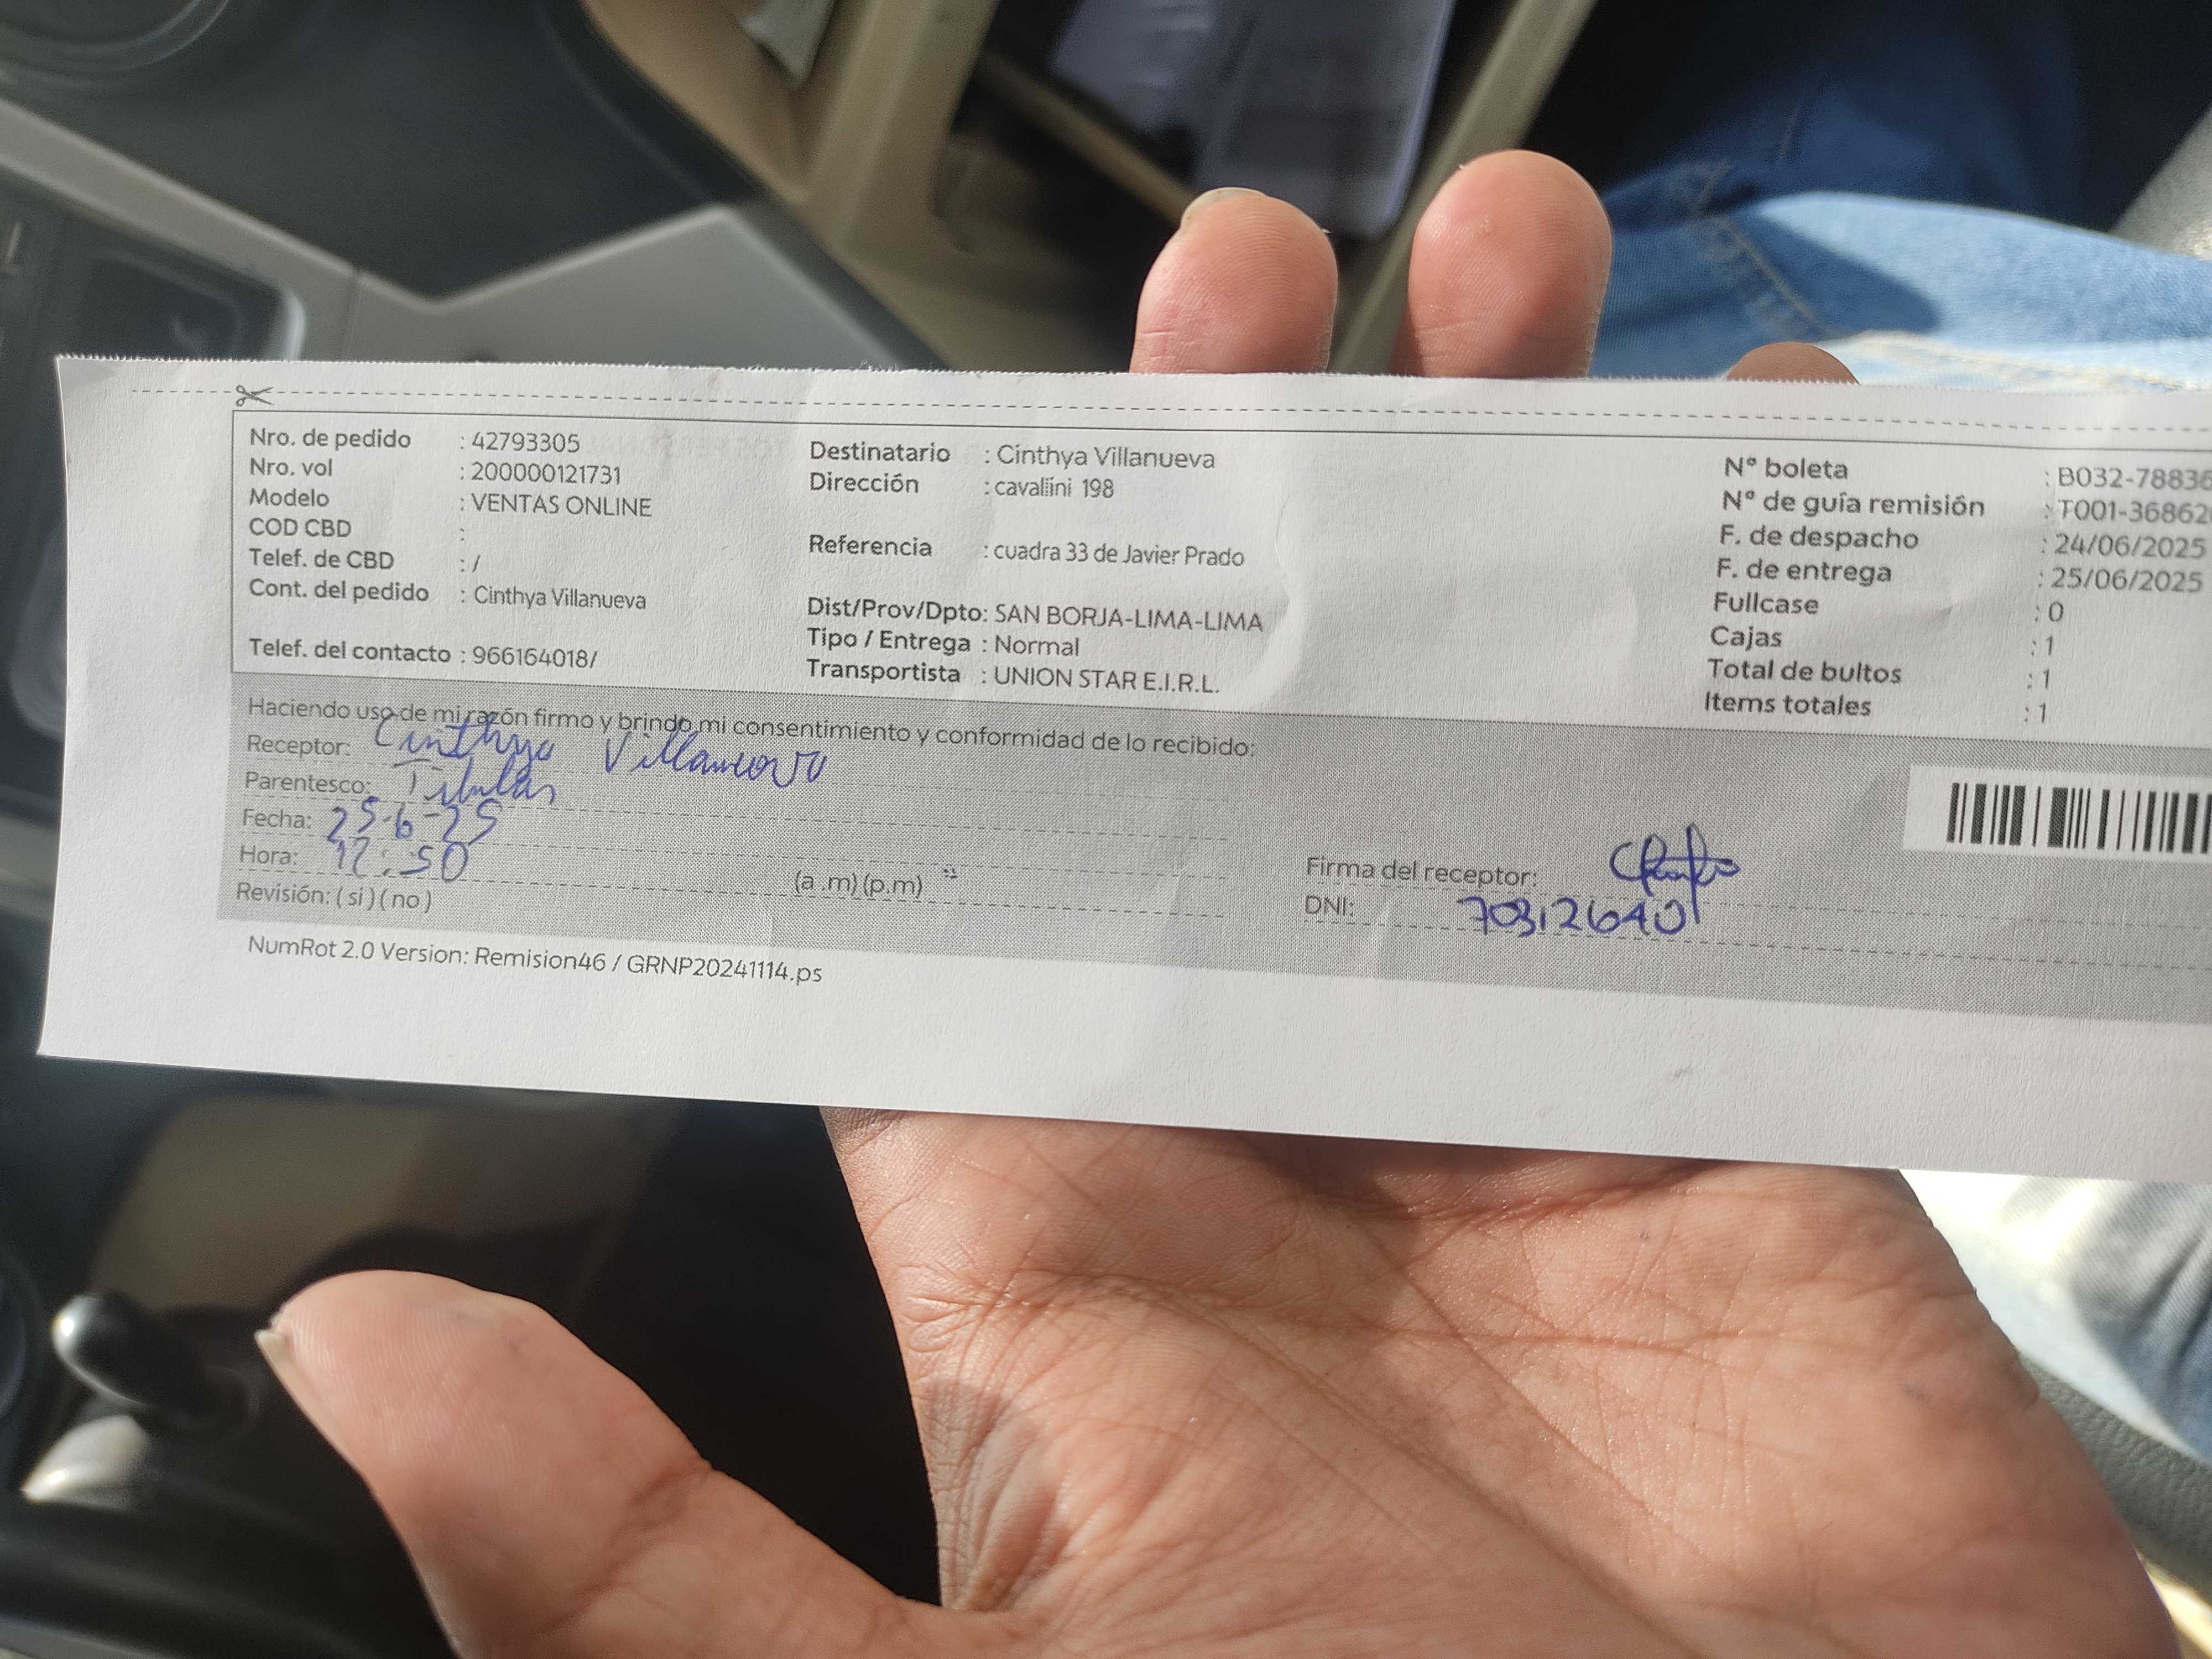 Nro. de pedido : 42793305
Nro. vol : 200000121731
Modelo : VENTAS ONLINE
COD CBD :
Telef. de CBD : /
Cont. del pedido : Cinthya Villanueva
Telef. del contacto : 966164018/
Destinatario : Cinthya Villanueva
Dirección : cavallini 198
Referencia : cuadra 33 de Javier Prado
Dist/Prov/Dpto: SAN BORJA-LIMA-LIMA
Tipo / Entrega : Normal
Transportista : UNION STAR E.I.R.L.
N° boleta : B032-78836
N° de guía remisión : T001-36862
F. de despacho : 24/06/2025
F. de entrega : 25/06/2025
Fullcase : 0
Cajas : 1
Total de bultos : 1
Items totales : 1
Haciendo uso de mi razón firmo y brindo mi consentimiento y conformidad de lo recibido:
Receptor: Cinthya Villanueva
Parentesco: Titular
Fecha: 25-6-25
Hora: 12:50 (a .m) (p.m)
Revisión: ( si ) ( no )
Firma del receptor:
DNI: 70312640
NumRot 2.0 Version: Remision46 / GRNP20241114.ps